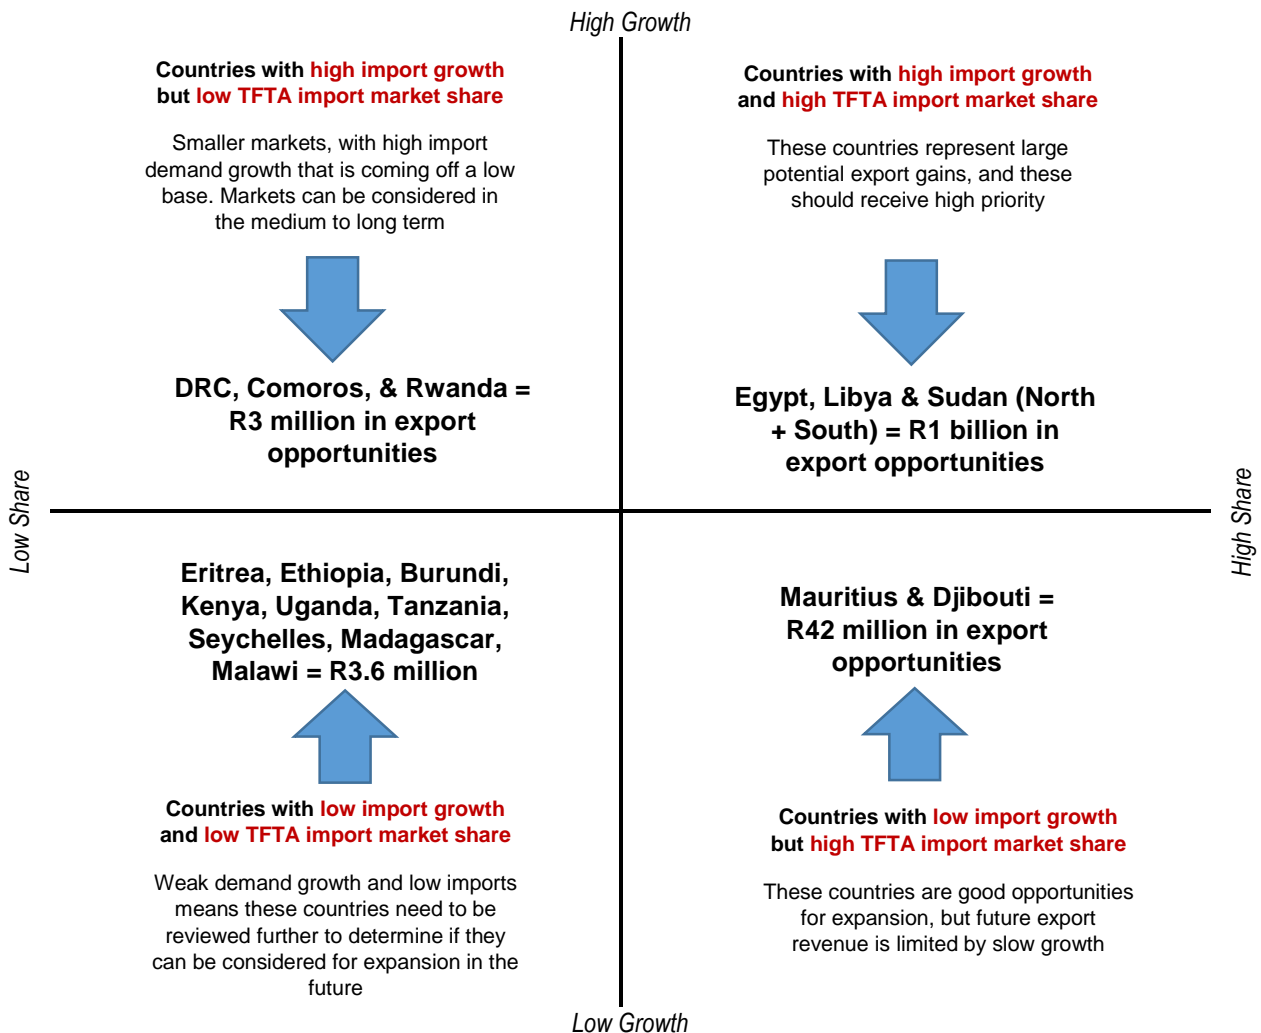 High Growth
Countries with high import growth
but low TFTA import market share
Smaller markets, with high import
demand growth that is coming off a low
base. Markets can be considered in
the medium to long term
DRC, Comoros, & Rwanda =
R3 million in export
opportunities
Countries with high import growth
and high TFTA import market share
These countries represent large
potential export gains, and these
should receive high priority
Egypt, Libya & Sudan (North
+ South) = R1 billion in
export opportunities
Low Share
High Share
Eritrea, Ethiopia, Burundi,
Kenya, Uganda, Tanzania,
Seychelles, Madagascar,
Malawi = R3.6 million
Countries with low import growth
and low TFTA import market share
Weak demand growth and low imports
means these countries need to be
reviewed further to determine if they
can be considered for expansion in the
future
Mauritius & Djibouti =
R42 million in export
opportunities
Countries with low import growth
but high TFTA import market share
These countries are good opportunities
for expansion, but future export
revenue is limited by slow growth
Low Growth